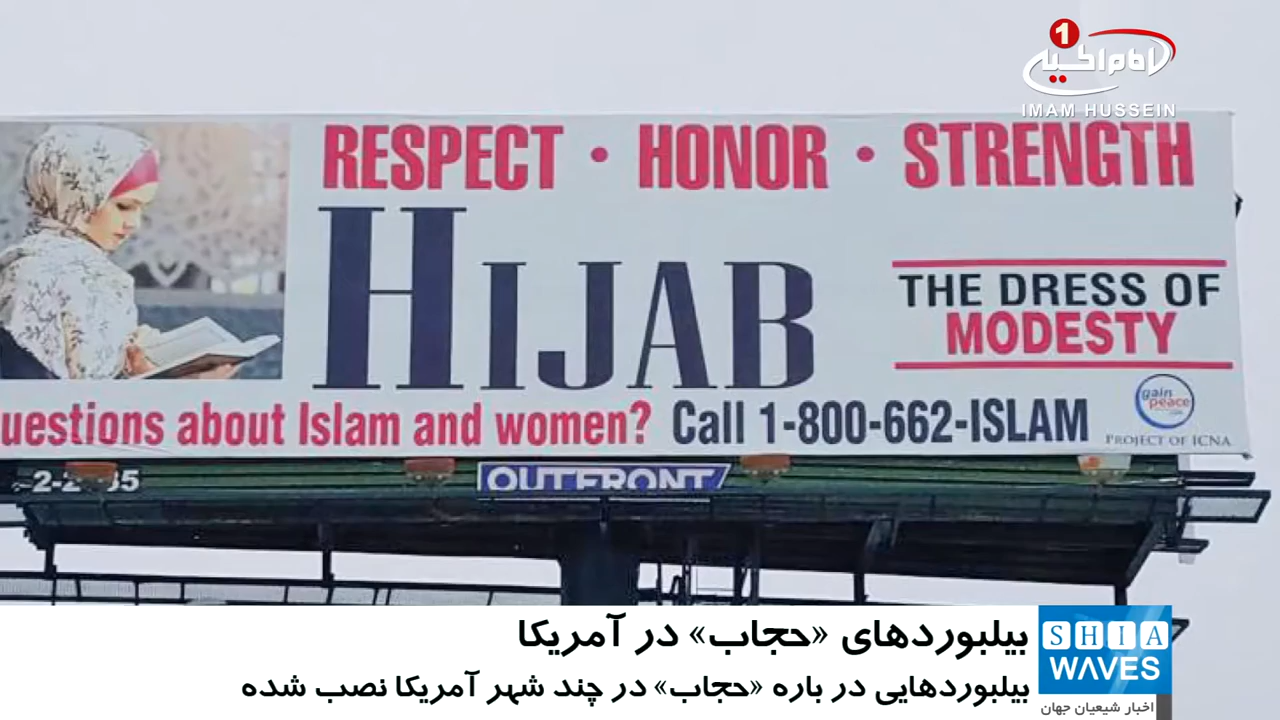 1
امام حسین
IMAM HUSSEIN
RESPECT • HONOR • STRENGTH
HIJAB
THE DRESS OF
MODESTY
uestions about Islam and women? Call 1-800-662-ISLAM
gain
peace
PROJECT OF ICNA
OUTFRONT
بیلبوردهای «حجاب» در آمریکا
SHIA
WAVES
بیلبوردهایی در باره «حجاب» در چند شهر آمریکا نصب شده
اخبار شیعیان جهان